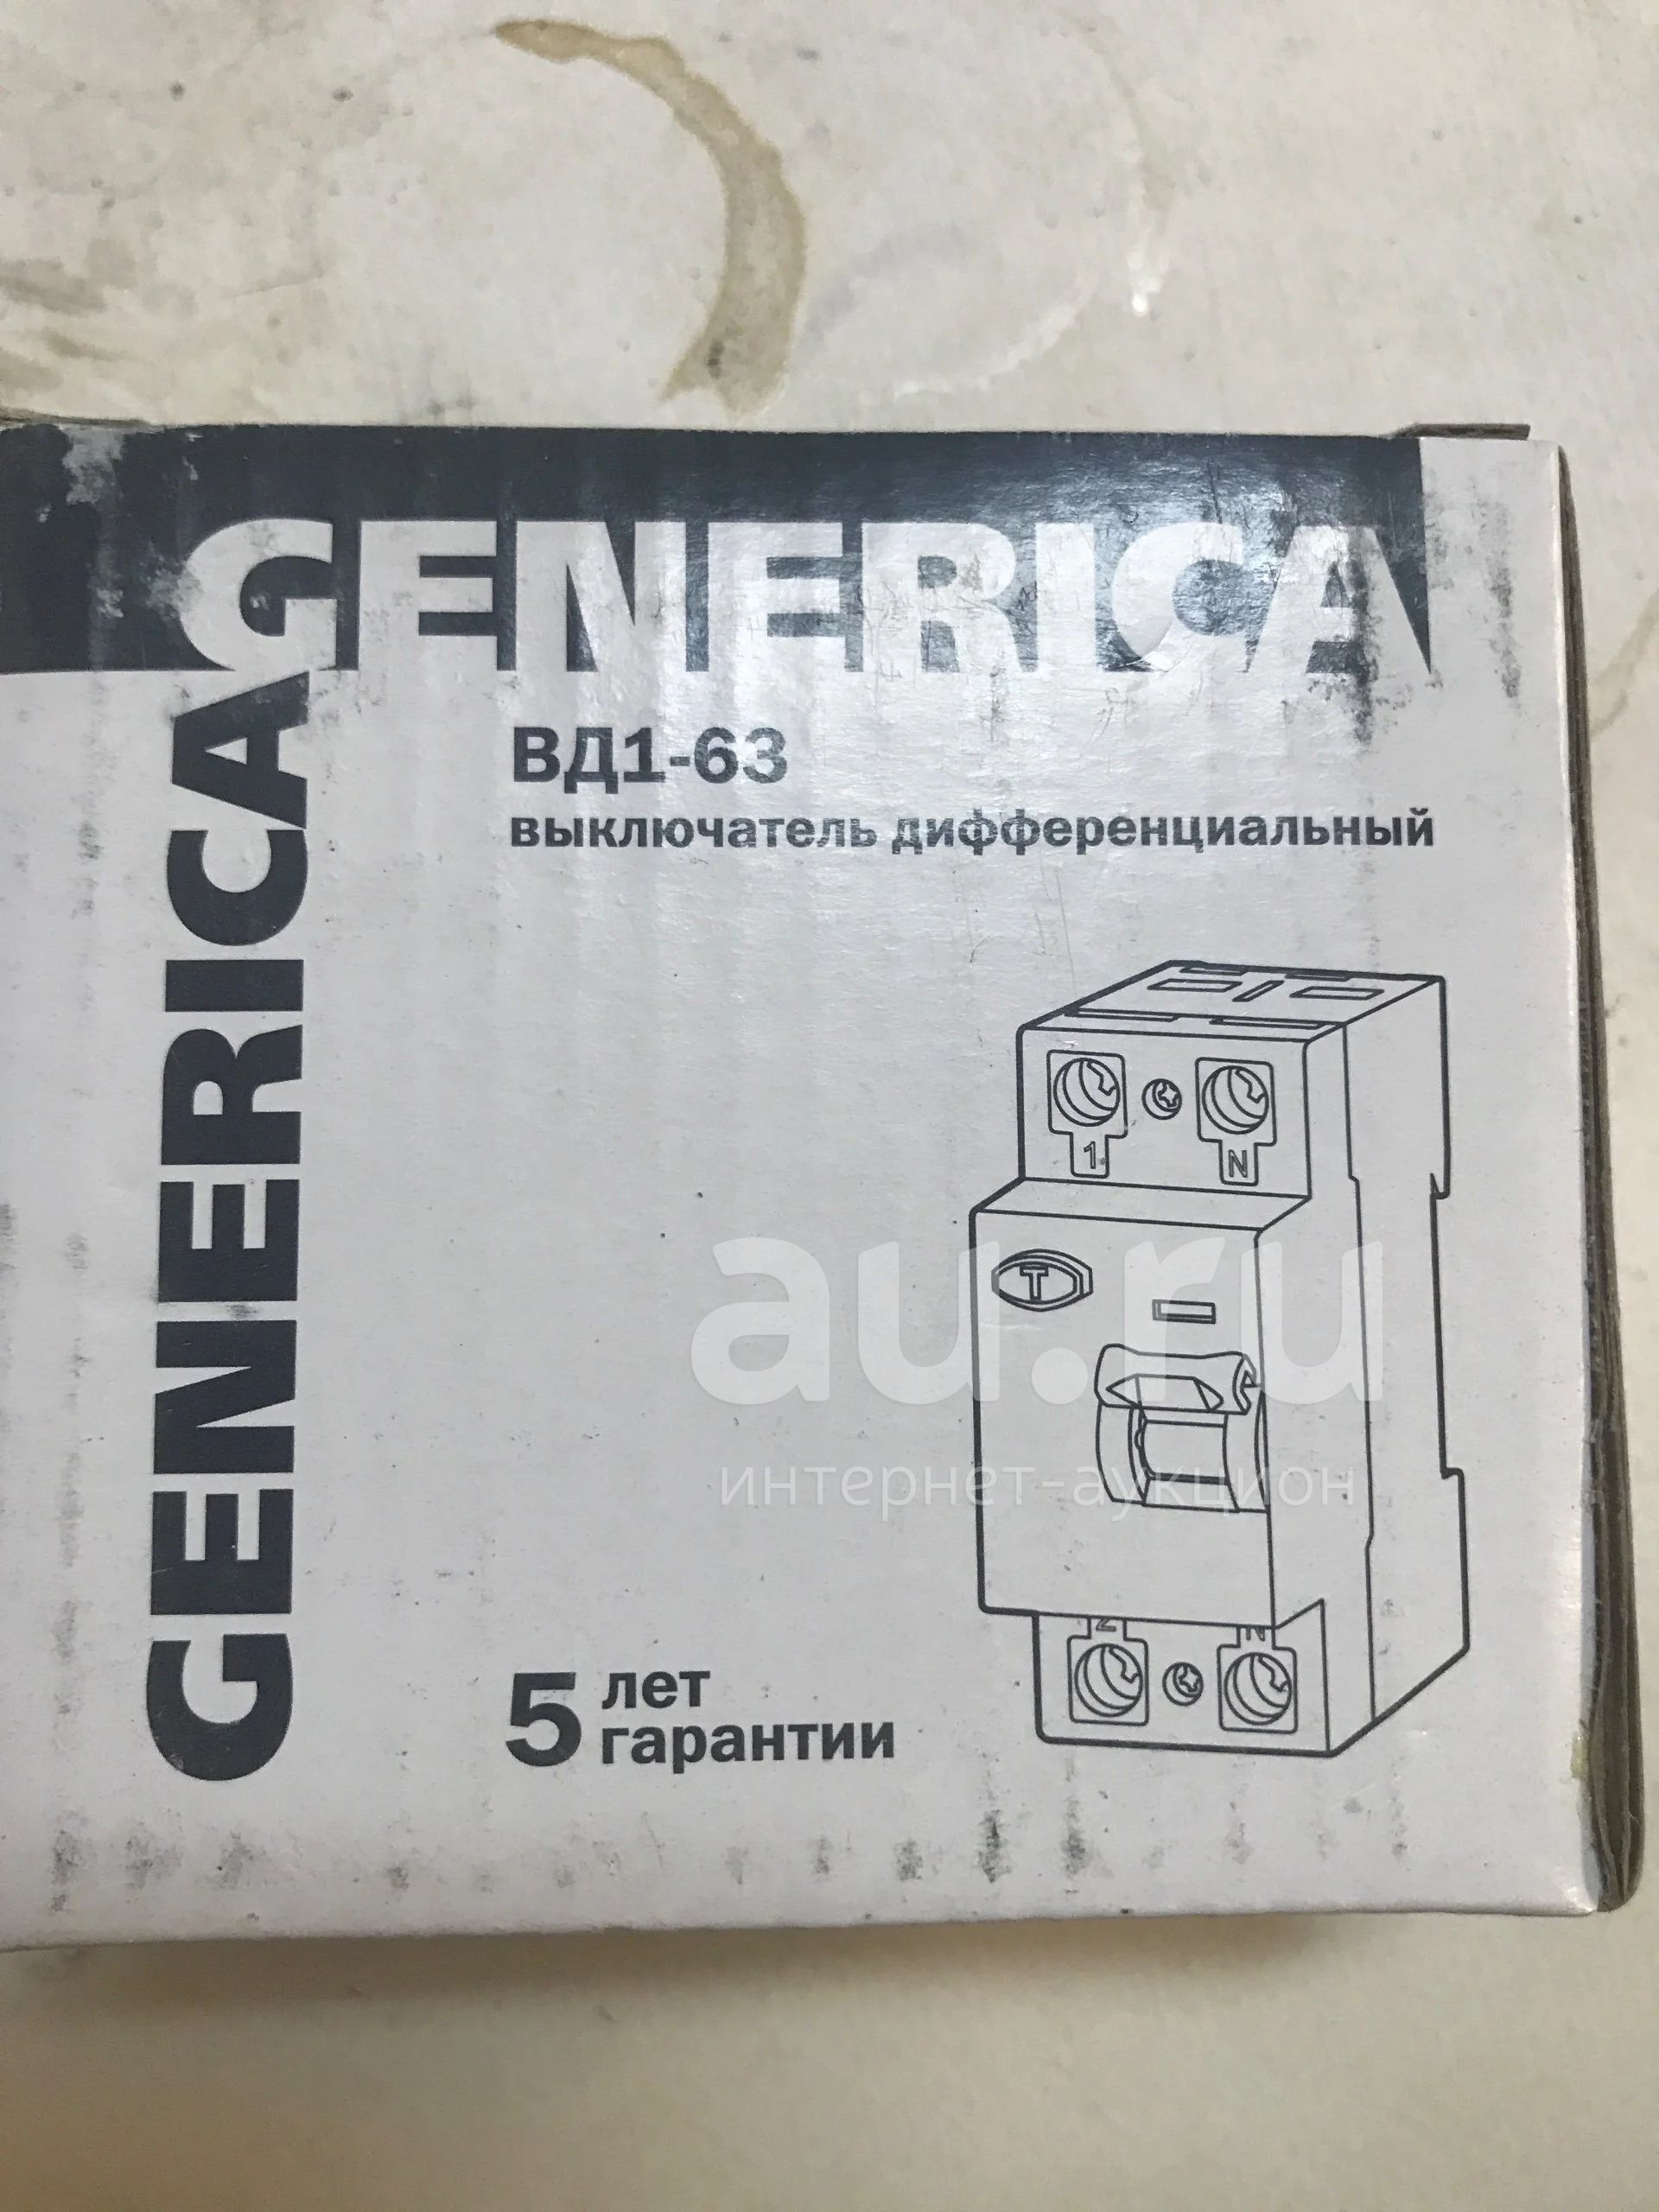 GENERICA
GENERICA
ВД1-63
выключатель дифференциальный
1
N
T
au.ru
интернет-аукцион
2
N
5 лет
гарантии